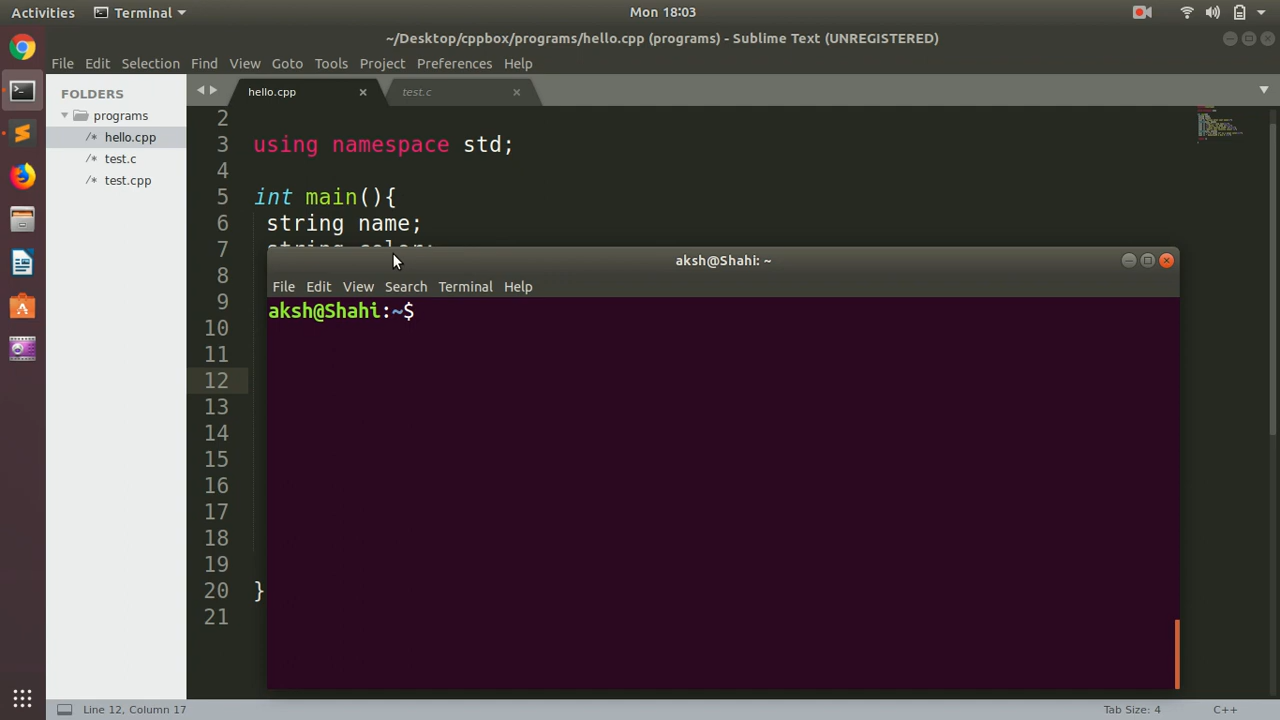 Activities Terminal Mon 18:03
~/Desktop/cppbox/programs/hello.cpp (programs) - Sublime Text (UNREGISTERED)
File Edit Selection Find View Goto Tools Project Preferences Help
FOLDERS
programs
/* hello.cpp
/* test.c
/* test.cpp
hello.cpp test.c
2
3 using namespace std;
4
5 int main(){
6 string name;
7 string color;
8
9
10
11
12
13
14
15
16
17
18
19
20 }
21
aksh@Shahi: ~
File Edit View Search Terminal Help
aksh@Shahi:~$
Line 12, Column 17 Tab Size: 4 C++